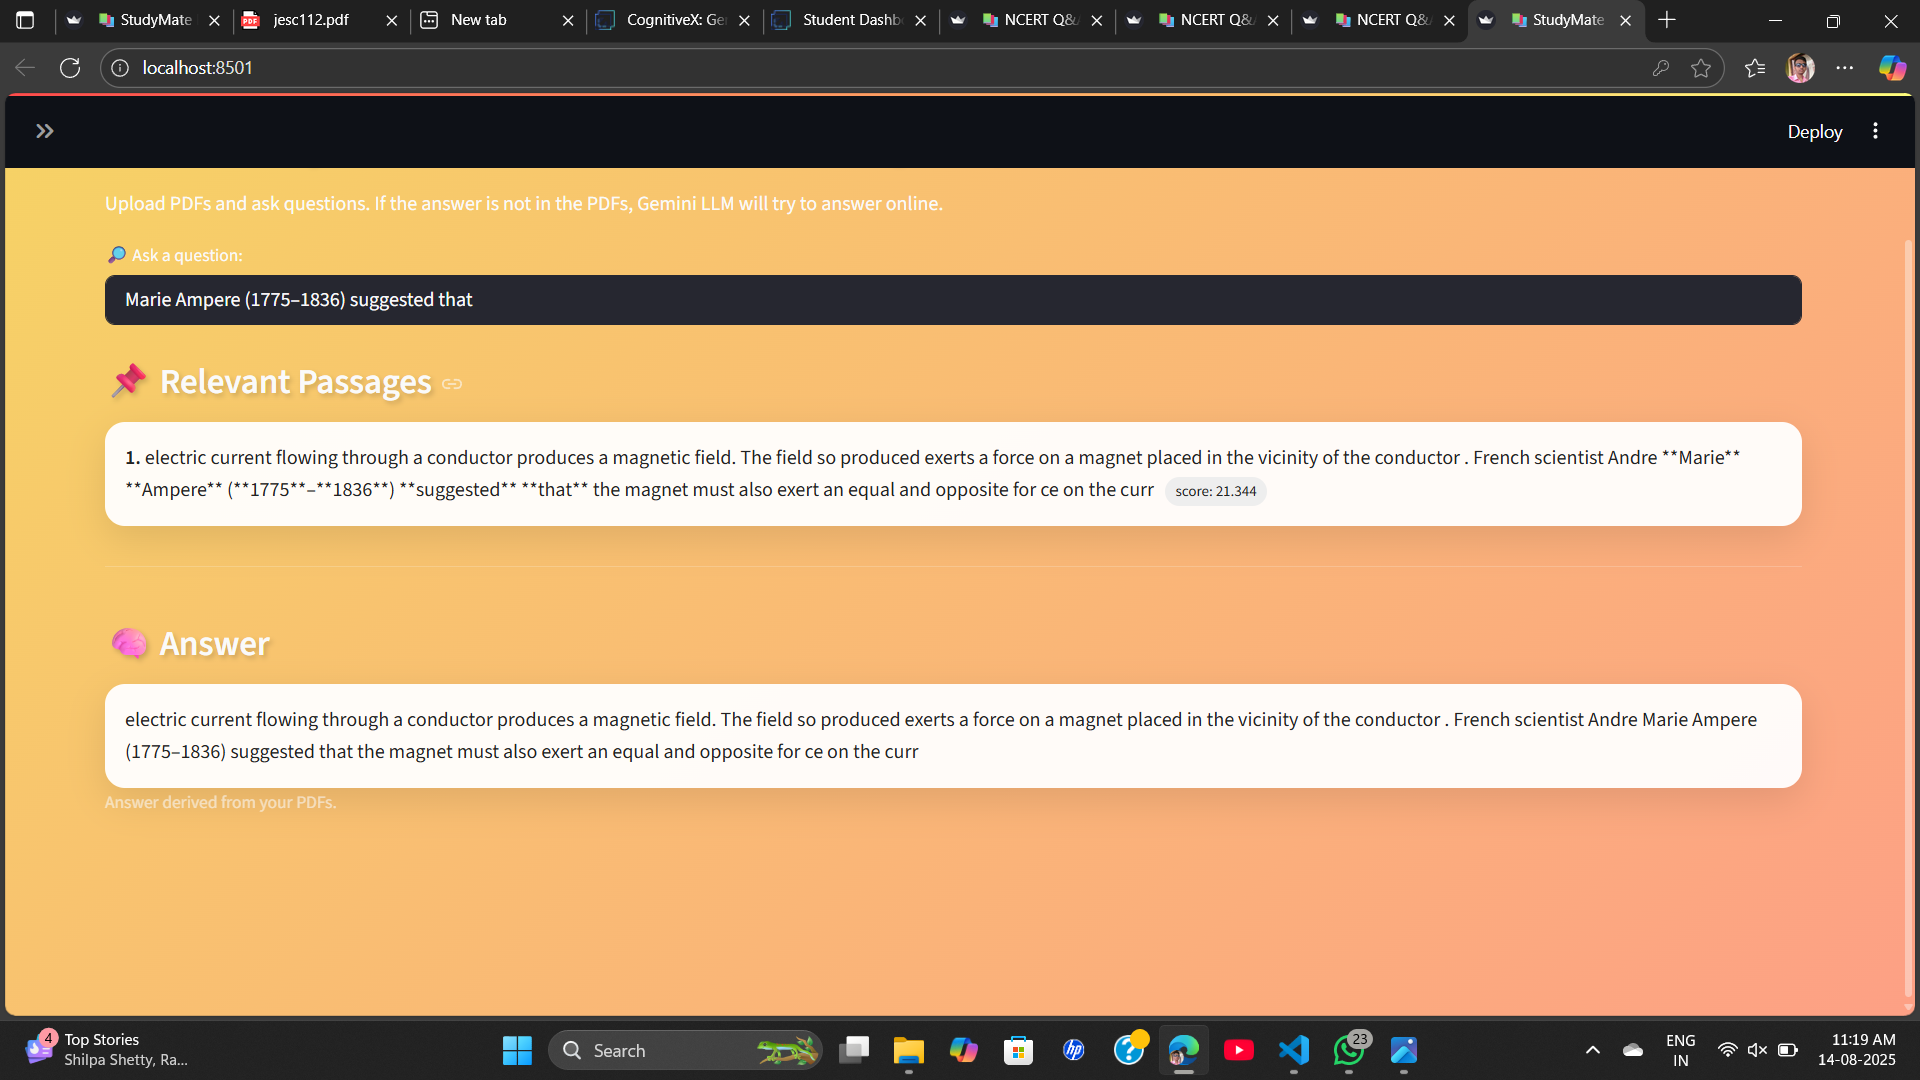 StudyMate
jesc112.pdf
New tab
CognitiveX: Ge
Student Dashb
NCERT Q&
NCERT Q&
NCERT Q&
StudyMate
localhost:8501
Deploy
Upload PDFs and ask questions. If the answer is not in the PDFs, Gemini LLM will try to answer online.
Ask a question:
Marie Ampere (1775–1836) suggested that
Relevant Passages
1. electric current flowing through a conductor produces a magnetic field. The field so produced exerts a force on a magnet placed in the vicinity of the conductor . French scientist Andre **Marie**
**Ampere** (**1775**–**1836**) **suggested** **that** the magnet must also exert an equal and opposite for ce on the curr score: 21.344
Answer
electric current flowing through a conductor produces a magnetic field. The field so produced exerts a force on a magnet placed in the vicinity of the conductor . French scientist Andre Marie Ampere
(1775–1836) suggested that the magnet must also exert an equal and opposite for ce on the curr
Answer derived from your PDFs.
4
Top Stories
Shilpa Shetty, Ra...
Search
hp
23
ENG
IN
11:19 AM
14-08-2025